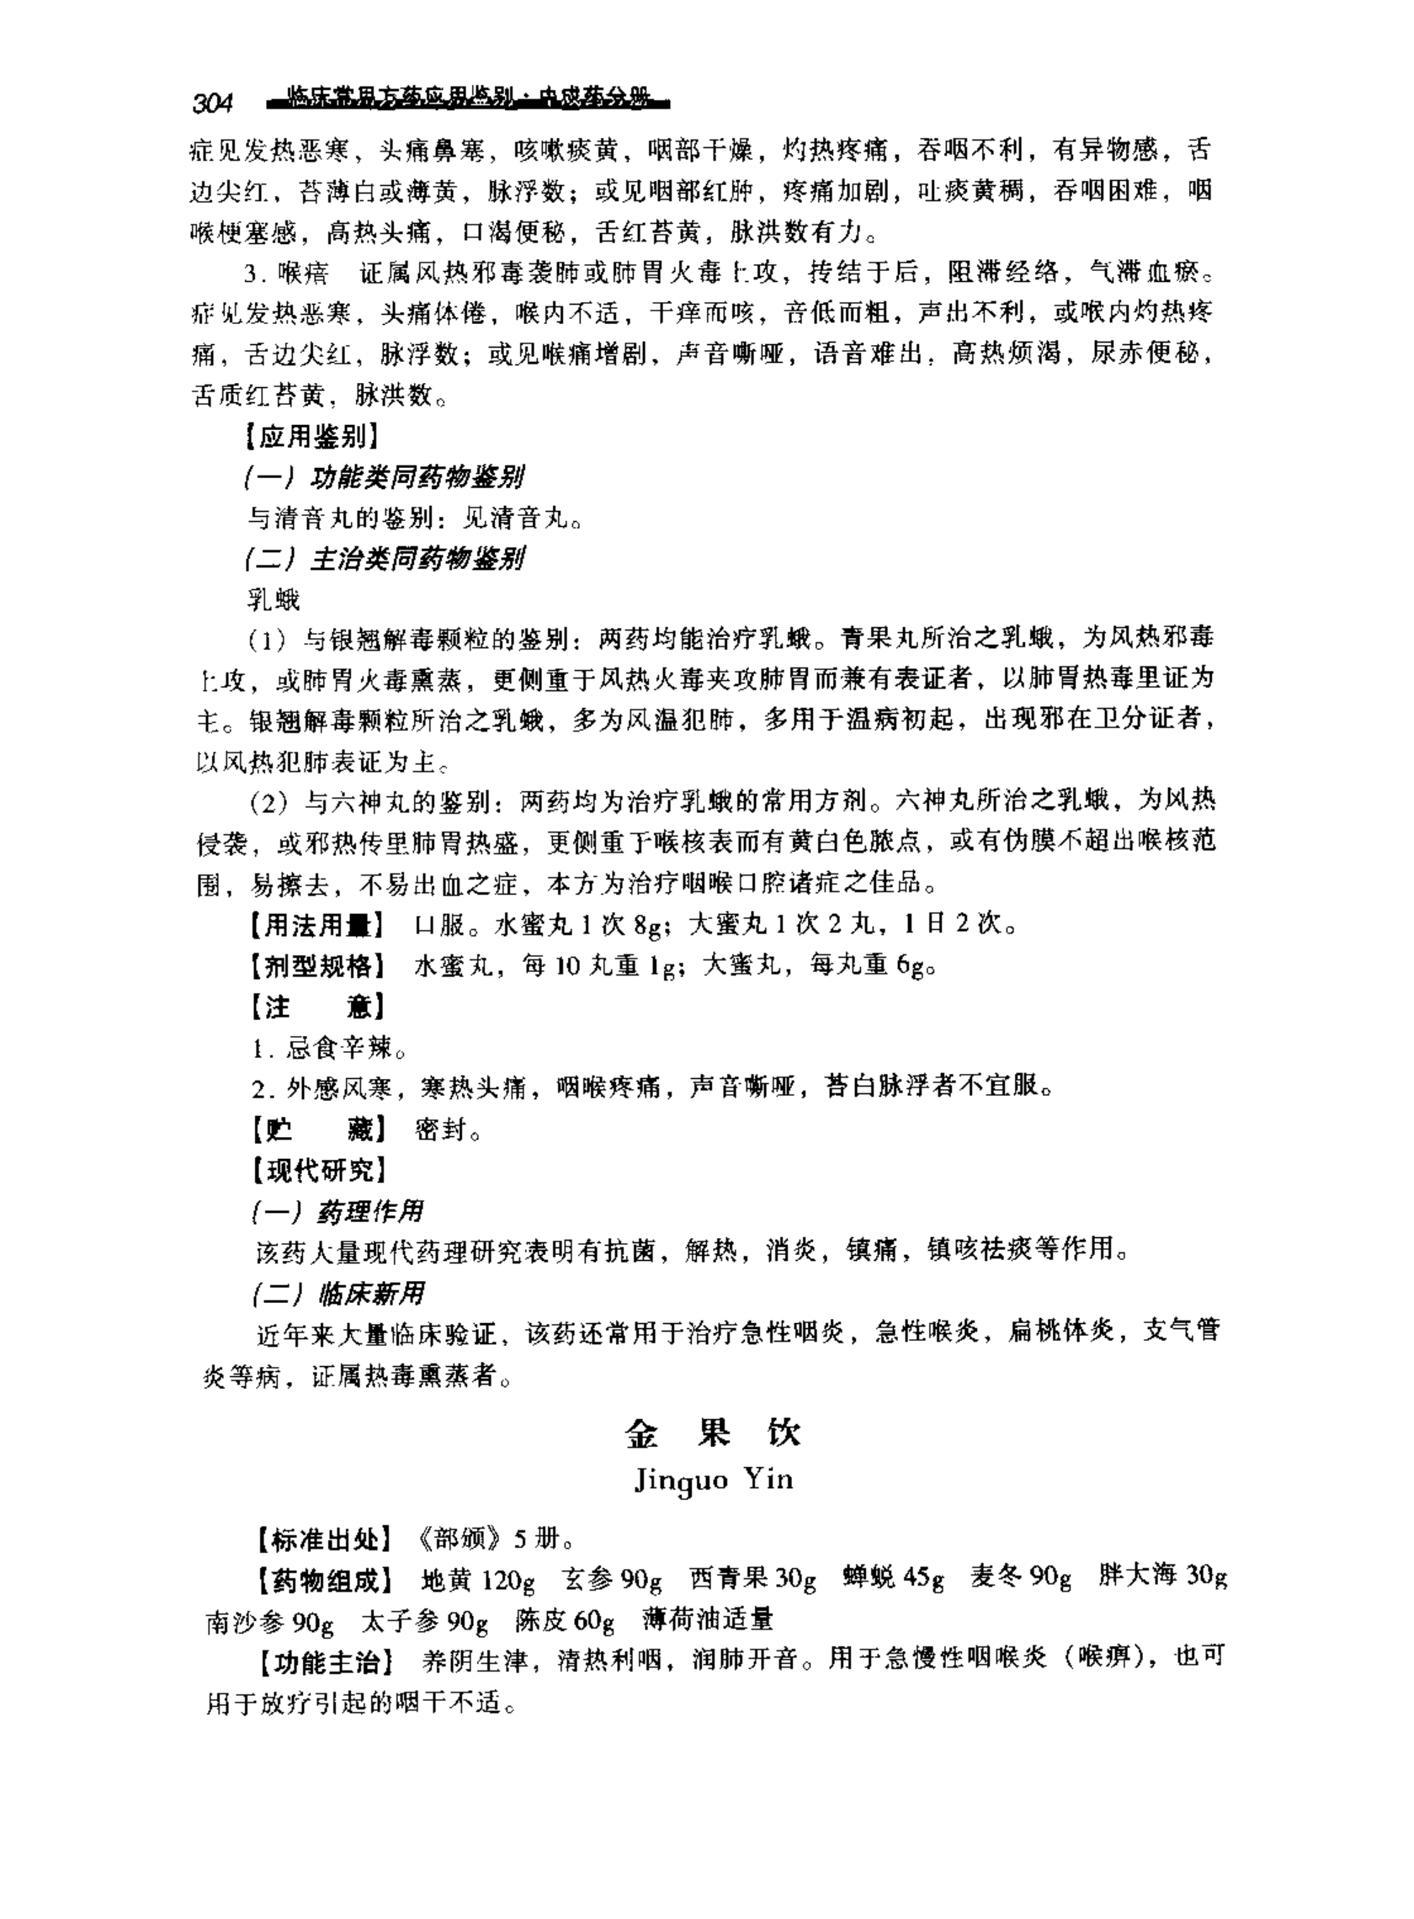 304 临床常用方药应用鉴别·中成药分册
症见发热恶寒，头痛鼻塞，咳嗽痰黄，咽部干燥，灼热疼痛，吞咽不利，有异物感，舌
边尖红，苔薄白或薄黄，脉浮数；或见咽部红肿，疼痛加剧，吐痰黄稠，吞咽困难，咽
喉梗塞感，高热头痛，口渴便秘，舌红苔黄，脉洪数有力。
3. 喉瘖　证属风热邪毒袭肺或肺胃火毒上攻，抟结于后，阻滞经络，气滞血瘀。
症见发热恶寒，头痛体倦，喉内不适，干痒而咳，音低而粗，声出不利，或喉内灼热疼
痛，舌边尖红，脉浮数；或见喉痛增剧，声音嘶哑，语音难出，高热烦渴，尿赤便秘，
舌质红苔黄，脉洪数。
【应用鉴别】
（一）功能类同药物鉴别
与清音丸的鉴别：见清音丸。
（二）主治类同药物鉴别
乳蛾
（1）与银翘解毒颗粒的鉴别：两药均能治疗乳蛾。青果丸所治之乳蛾，为风热邪毒
上攻，或肺胃火毒熏蒸，更侧重于风热火毒夹攻肺胃而兼有表证者，以肺胃热毒里证为
主。银翘解毒颗粒所治之乳蛾，多为风温犯肺，多用于温病初起，出现邪在卫分证者，
以风热犯肺表证为主。
（2）与六神丸的鉴别：两药均为治疗乳蛾的常用方剂。六神丸所治之乳蛾，为风热
侵袭，或邪热传里肺胃热盛，更侧重于喉核表而有黄白色脓点，或有伪膜不超出喉核范
围，易擦去，不易出血之症，本方为治疗咽喉口腔诸症之佳品。
【用法用量】　口服。水蜜丸 1 次 8g；大蜜丸 1 次 2 丸，1 日 2 次。
【剂型规格】　水蜜丸，每 10 丸重 1g；大蜜丸，每丸重 6g。
【注　　意】
1. 忌食辛辣。
2. 外感风寒，寒热头痛，咽喉疼痛，声音嘶哑，苔白脉浮者不宜服。
【贮　　藏】　密封。
【现代研究】
（一）药理作用
该药大量现代药理研究表明有抗菌，解热，消炎，镇痛，镇咳祛痰等作用。
（二）临床新用
近年来大量临床验证，该药还常用于治疗急性咽炎，急性喉炎，扁桃体炎，支气管
炎等病，证属热毒熏蒸者。
金　果　饮
Jinguo Yin
【标准出处】《部颁》5 册。
【药物组成】　地黄 120g　玄参 90g　西青果 30g　蝉蜕 45g　麦冬 90g　胖大海 30g
南沙参 90g　太子参 90g　陈皮 60g　薄荷油适量
【功能主治】　养阴生津，清热利咽，润肺开音。用于急慢性咽喉炎（喉痹），也可
用于放疗引起的咽干不适。